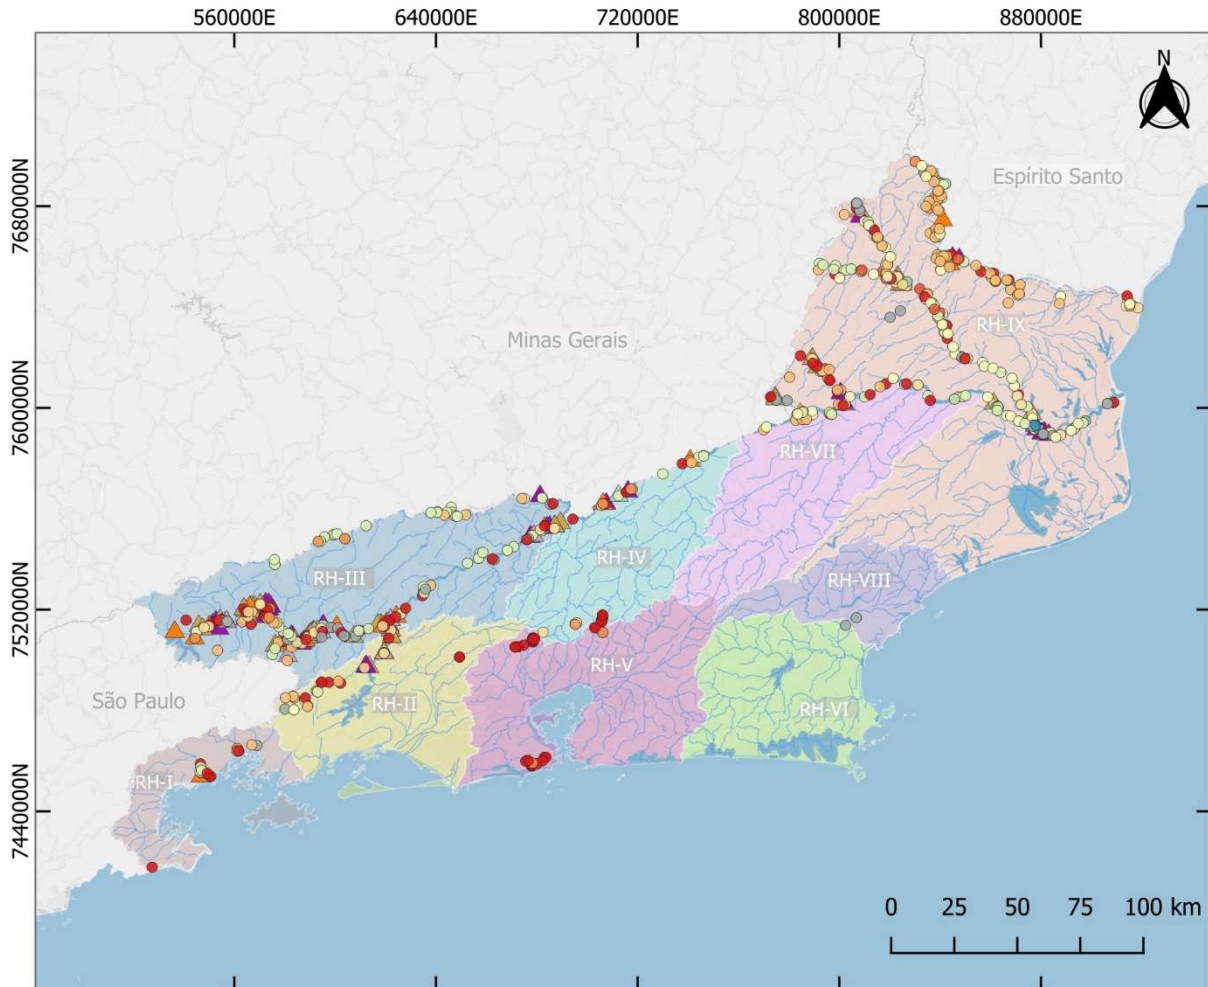 560000E 640000E 720000E 800000E 880000E
N
7680000N
Espírito Santo
Minas Gerais
RH-IX
7600000N
RH-VII
RH-IV
RH-III
RH-VIII
7520000N
RH-V
São Paulo
RH-II
RH-VI
RH-I
7440000N
0 25 50 75 100 km